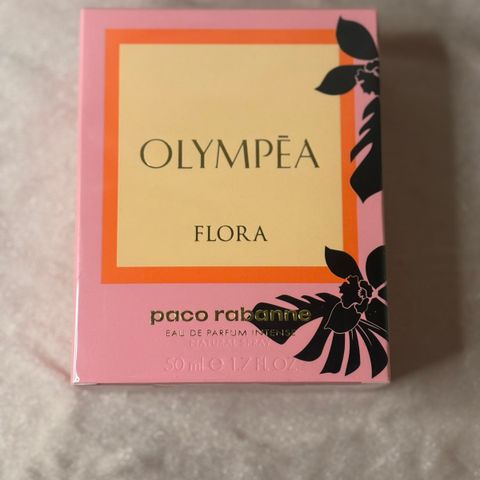 OLYMPĒA
FLORA
paco rabanne
EAU DE PARFUM INTENSE
NATURAL SPRAY
50 ml ℮ 1.7 FL.OZ.